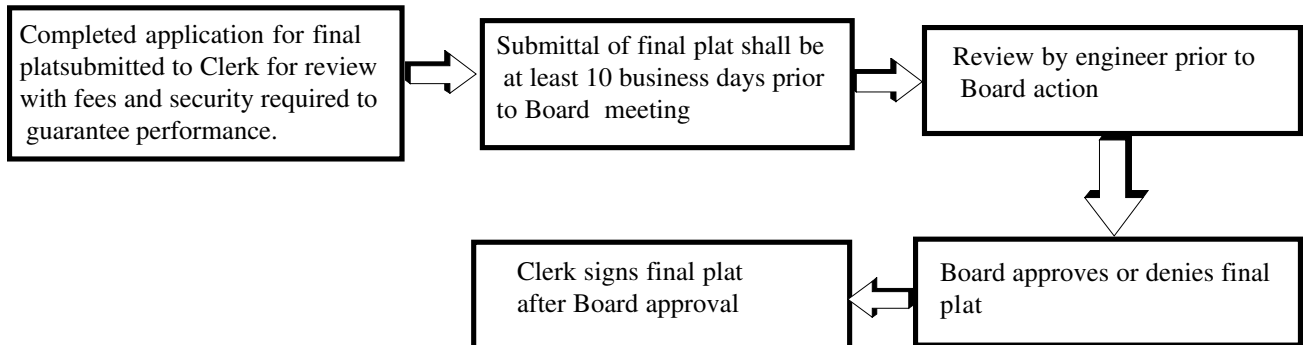 Completed application for final
platsubmitted to Clerk for review
with fees and security required to
guarantee performance.
Submittal of final plat shall be
at least 10 business days prior
to Board meeting
Review by engineer prior to
Board action
Board approves or denies final
plat
Clerk signs final plat
after Board approval